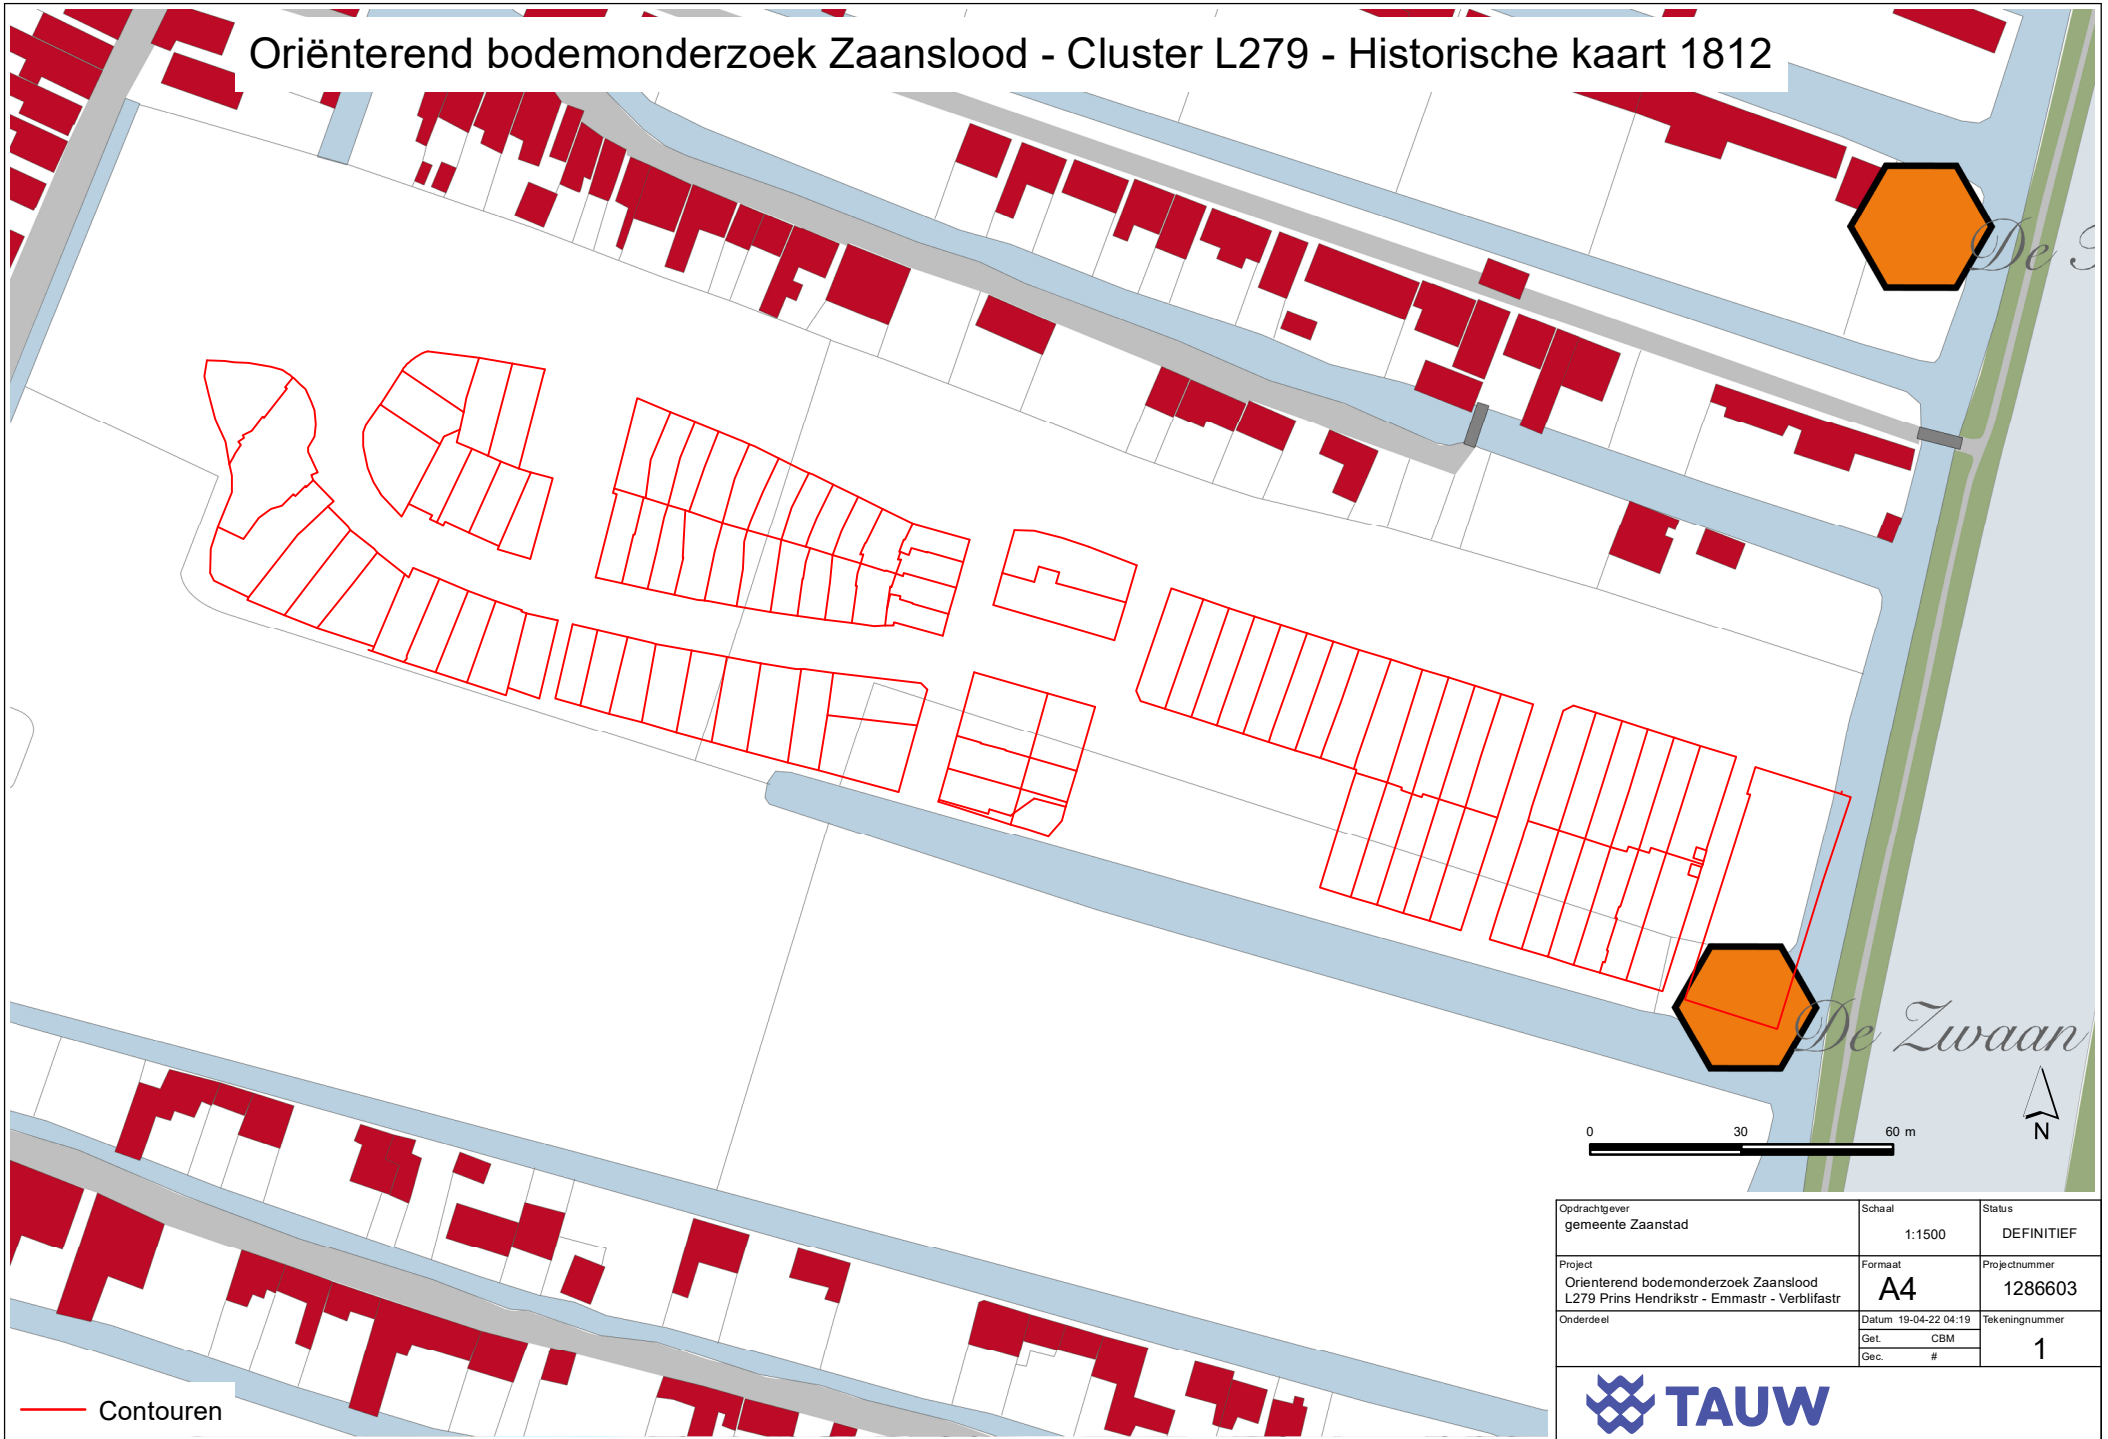 Oriënterend bodemonderzoek Zaanslood - Cluster L279 - Historische kaart 1812
De
De Zwaan
N
0 30 60 m
Opdrachtgever
gemeente Zaanstad
Schaal
1:1500
Status
DEFINITIEF
Project
Orienterend bodemonderzoek Zaanslood
L279 Prins Hendrikstr - Emmastr - Verblifastr
Formaat
A4
Projectnummer
1286603
Onderdeel
Datum 19-04-22 04:19
Get. CBM
Gec. #
Tekeningnummer
1
TAUW
Contouren